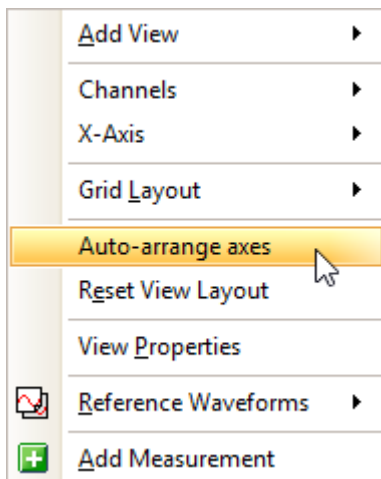 Add View
Channels
X-Axis
Grid Layout
Auto-arrange axes
Reset View Layout
View Properties
Reference Waveforms
Add Measurement